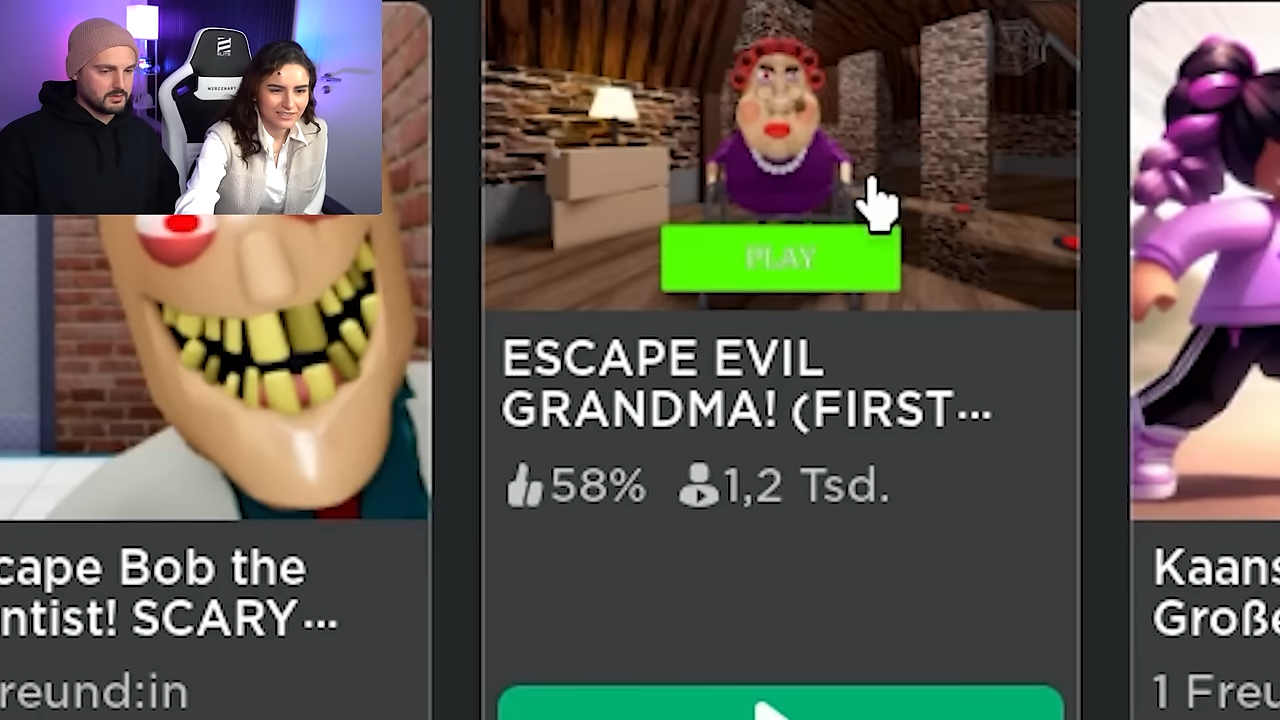 MERCENARY
PLAY
ESCAPE EVIL
GRANDMA! (FIRST...
58% 1,2 Tsd.
cape Bob the
ntist! SCARY...
reund:in
Kaans
Große
1 Freu